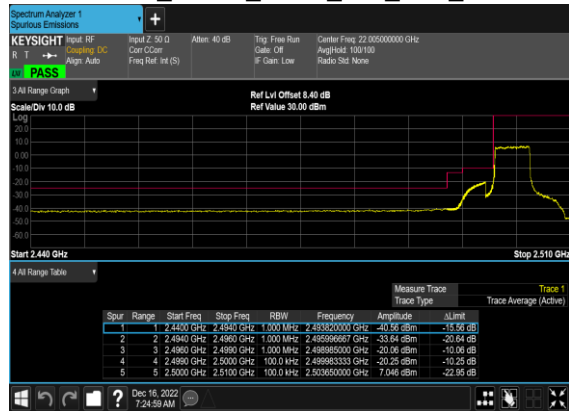 Spectrum Analyzer 1
Spurious Emissions
KEYSIGHT Input: RF Input Z: 50 Ω Atten: 40 dB Trig: Free Run Center Freq: 22.005000000 GHz
R T Coupling: DC Corr CCorr Gate: Off Avg|Hold: 100/100
Align: Auto Freq Ref: Int (S) IF Gain: Low Radio Std: None
PASS
3 All Range Graph Ref Lvl Offset 8.40 dB
Scale/Div 10.0 dB Ref Value 30.00 dBm
Log
20.0
10.0
0.00
-10.0
-20.0
-30.0
-40.0
-50.0
-60.0
Start 2.440 GHz Stop 2.510 GHz
4 All Range Table
Measure Trace Trace 1
Trace Type Trace Average (Active)
Spur Range Start Freq Stop Freq RBW Frequency Amplitude ΔLimit
1 1 2.4400 GHz 2.4940 GHz 1.000 MHz 2.493820000 GHz -40.56 dBm -15.56 dB
2 2 2.4940 GHz 2.4960 GHz 1.000 MHz 2.495996667 GHz -33.64 dBm -20.64 dB
3 3 2.4960 GHz 2.4990 GHz 1.000 MHz 2.498985000 GHz -20.06 dBm -10.06 dB
4 4 2.4990 GHz 2.5000 GHz 100.0 kHz 2.499983333 GHz -20.25 dBm -10.25 dB
5 5 2.5000 GHz 2.5100 GHz 100.0 kHz 2.503650000 GHz 7.046 dBm -22.95 dB
Dec 16, 2022
7:24:59 AM